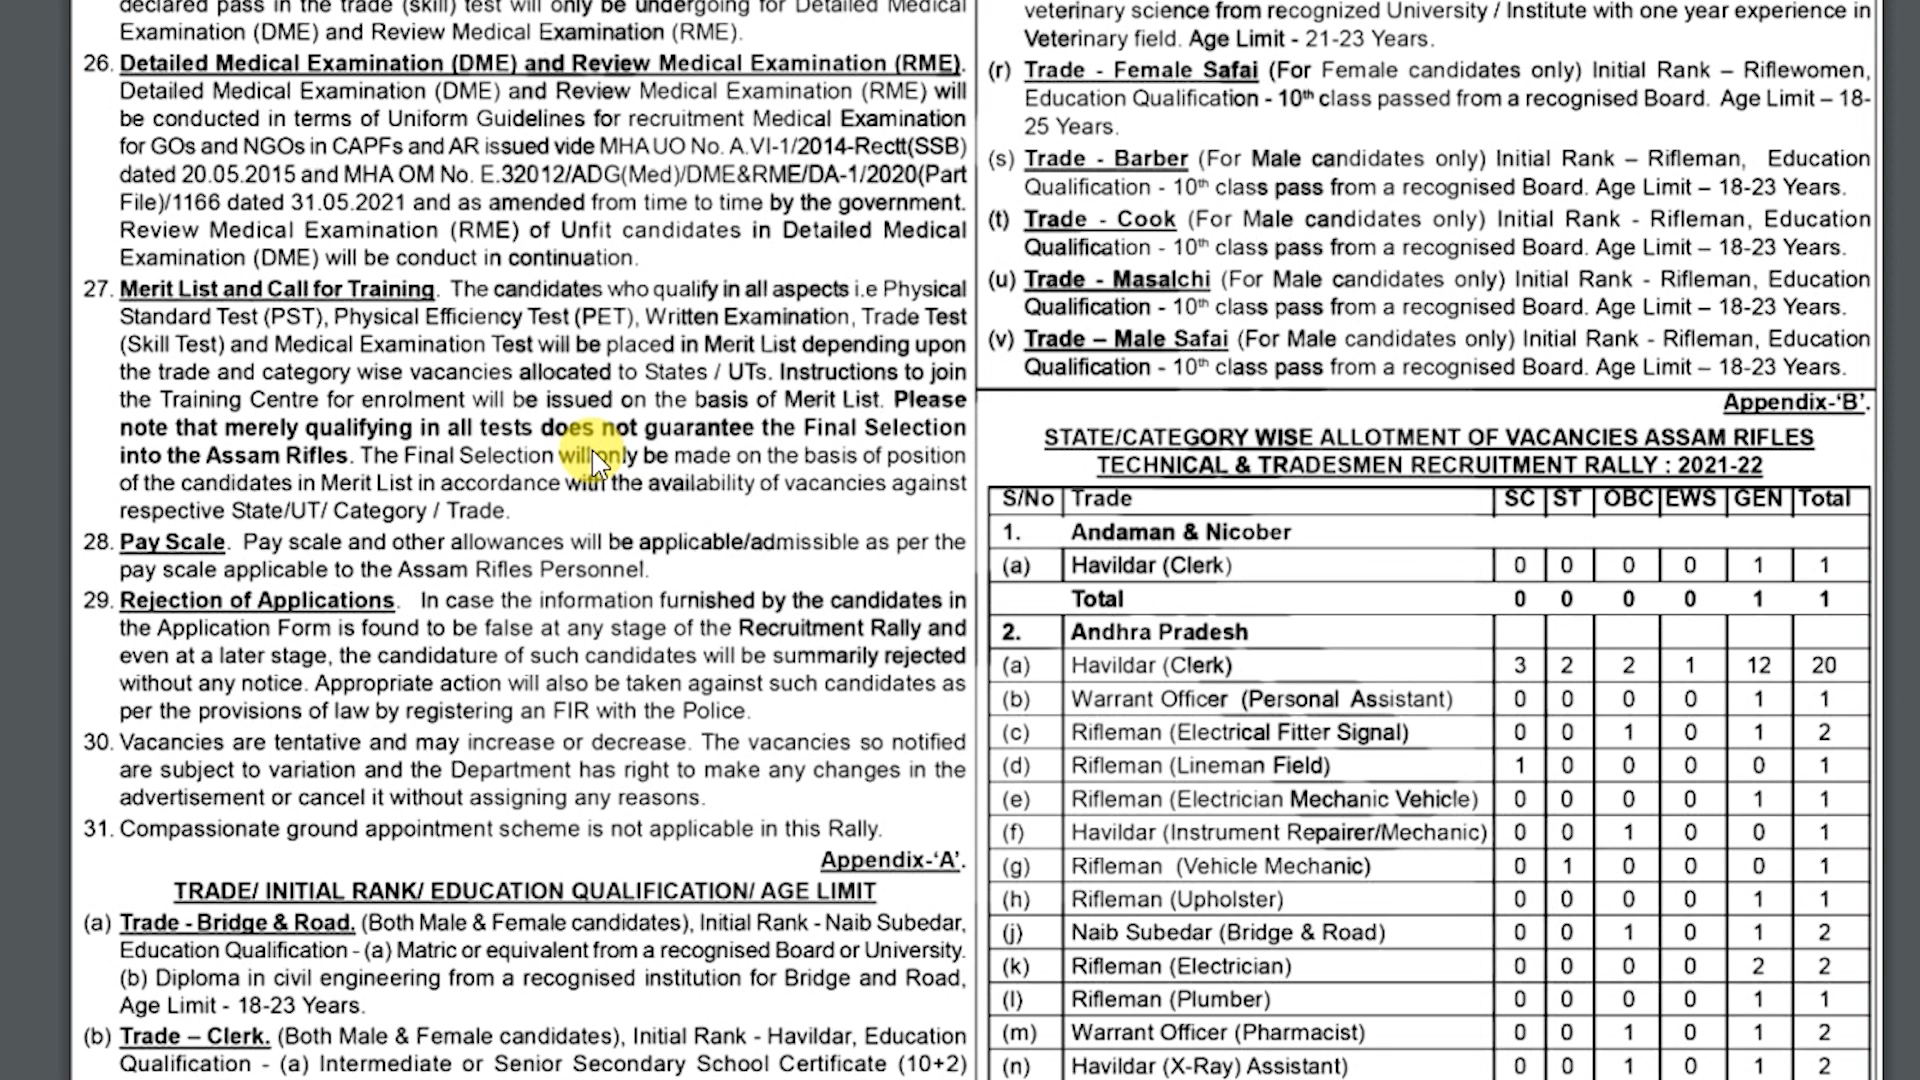 declared pass in the trade (skill) test will only be undergoing for Detailed Medical
Examination (DME) and Review Medical Examination (RME).
26. Detailed Medical Examination (DME) and Review Medical Examination (RME).
Detailed Medical Examination (DME) and Review Medical Examination (RME) will
be conducted in terms of Uniform Guidelines for recruitment Medical Examination
for GOs and NGOs in CAPFs and AR issued vide MHA UO No. A.VI-1/2014-Rectt(SSB)
dated 20.05.2015 and MHA OM No. E.32012/ADG(Med)/DME&RME/DA-1/2020(Part
File)/1166 dated 31.05.2021 and as amended from time to time by the government.
Review Medical Examination (RME) of Unfit candidates in Detailed Medical
Examination (DME) will be conduct in continuation.
27. Merit List and Call for Training. The candidates who qualify in all aspects i.e Physical
Standard Test (PST), Physical Efficiency Test (PET), Written Examination, Trade Test
(Skill Test) and Medical Examination Test will be placed in Merit List depending upon
the trade and category wise vacancies allocated to States / UTs. Instructions to join
the Training Centre for enrolment will be issued on the basis of Merit List. Please
note that merely qualifying in all tests does not guarantee the Final Selection
into the Assam Rifles. The Final Selection will only be made on the basis of position
of the candidates in Merit List in accordance with the availability of vacancies against
respective State/UT/ Category / Trade.
28. Pay Scale. Pay scale and other allowances will be applicable/admissible as per the
pay scale applicable to the Assam Rifles Personnel.
29. Rejection of Applications. In case the information furnished by the candidates in
the Application Form is found to be false at any stage of the Recruitment Rally and
even at a later stage, the candidature of such candidates will be summarily rejected
without any notice. Appropriate action will also be taken against such candidates as
per the provisions of law by registering an FIR with the Police.
30. Vacancies are tentative and may increase or decrease. The vacancies so notified
are subject to variation and the Department has right to make any changes in the
advertisement or cancel it without assigning any reasons.
31. Compassionate ground appointment scheme is not applicable in this Rally.
Appendix-‘A’.
TRADE/ INITIAL RANK/ EDUCATION QUALIFICATION/ AGE LIMIT
(a) Trade - Bridge & Road. (Both Male & Female candidates), Initial Rank - Naib Subedar,
Education Qualification - (a) Matric or equivalent from a recognised Board or University.
(b) Diploma in civil engineering from a recognised institution for Bridge and Road,
Age Limit - 18-23 Years.
(b) Trade – Clerk. (Both Male & Female candidates), Initial Rank - Havildar, Education
Qualification - (a) Intermediate or Senior Secondary School Certificate (10+2)
veterinary science from recognized University / Institute with one year experience in
Veterinary field. Age Limit - 21-23 Years.
(r) Trade - Female Safai (For Female candidates only) Initial Rank – Riflewomen,
Education Qualification - 10th class passed from a recognised Board. Age Limit – 18-
25 Years.
(s) Trade - Barber (For Male candidates only) Initial Rank – Rifleman, Education
Qualification - 10th class pass from a recognised Board. Age Limit – 18-23 Years.
(t) Trade - Cook (For Male candidates only) Initial Rank - Rifleman, Education
Qualification - 10th class pass from a recognised Board. Age Limit – 18-23 Years.
(u) Trade - Masalchi (For Male candidates only) Initial Rank - Rifleman, Education
Qualification - 10th class pass from a recognised Board. Age Limit – 18-23 Years.
(v) Trade – Male Safai (For Male candidates only) Initial Rank - Rifleman, Education
Qualification - 10th class pass from a recognised Board. Age Limit – 18-23 Years.
Appendix-‘B’.
STATE/CATEGORY WISE ALLOTMENT OF VACANCIES ASSAM RIFLES
TECHNICAL & TRADESMEN RECRUITMENT RALLY : 2021-22
S/No Trade SC ST OBC EWS GEN Total
1. Andaman & Nicober
(a) Havildar (Clerk) 0 0 0 0 1 1
Total 0 0 0 0 1 1
2. Andhra Pradesh
(a) Havildar (Clerk) 3 2 2 1 12 20
(b) Warrant Officer (Personal Assistant) 0 0 0 0 1 1
(c) Rifleman (Electrical Fitter Signal) 0 0 1 0 1 2
(d) Rifleman (Lineman Field) 1 0 0 0 0 1
(e) Rifleman (Electrician Mechanic Vehicle) 0 0 0 0 1 1
(f) Havildar (Instrument Repairer/Mechanic) 0 0 1 0 0 1
(g) Rifleman (Vehicle Mechanic) 0 1 0 0 0 1
(h) Rifleman (Upholster) 0 0 0 0 1 1
(j) Naib Subedar (Bridge & Road) 0 0 1 0 1 2
(k) Rifleman (Electrician) 0 0 0 0 2 2
(l) Rifleman (Plumber) 0 0 0 0 1 1
(m) Warrant Officer (Pharmacist) 0 0 1 0 1 2
(n) Havildar (X-Ray) Assistant) 0 0 1 0 1 2